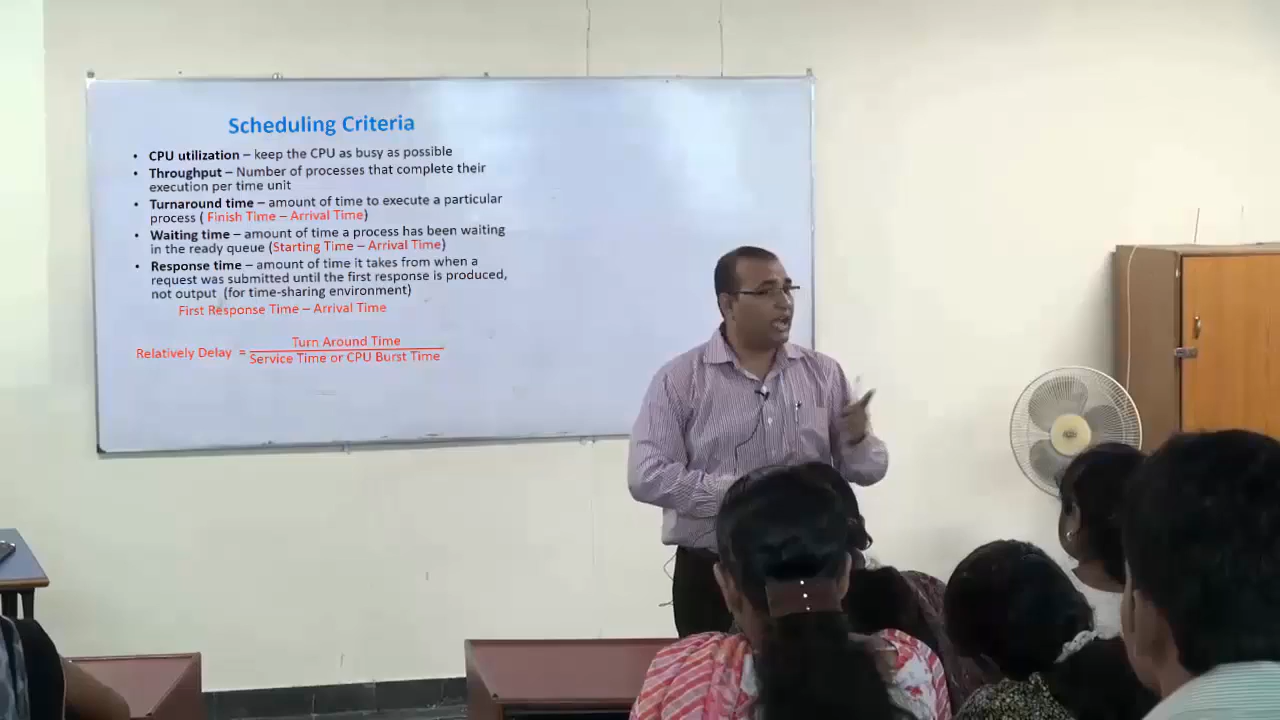 Scheduling Criteria
• CPU utilization – keep the CPU as busy as possible
• Throughput – Number of processes that complete their
execution per time unit
• Turnaround time – amount of time to execute a particular
process ( Finish Time – Arrival Time)
• Waiting time – amount of time a process has been waiting
in the ready queue (Starting Time – Arrival Time)
• Response time – amount of time it takes from when a
request was submitted until the first response is produced,
not output (for time-sharing environment)
First Response Time – Arrival Time
Relatively Delay = Turn Around Time
Service Time or CPU Burst Time